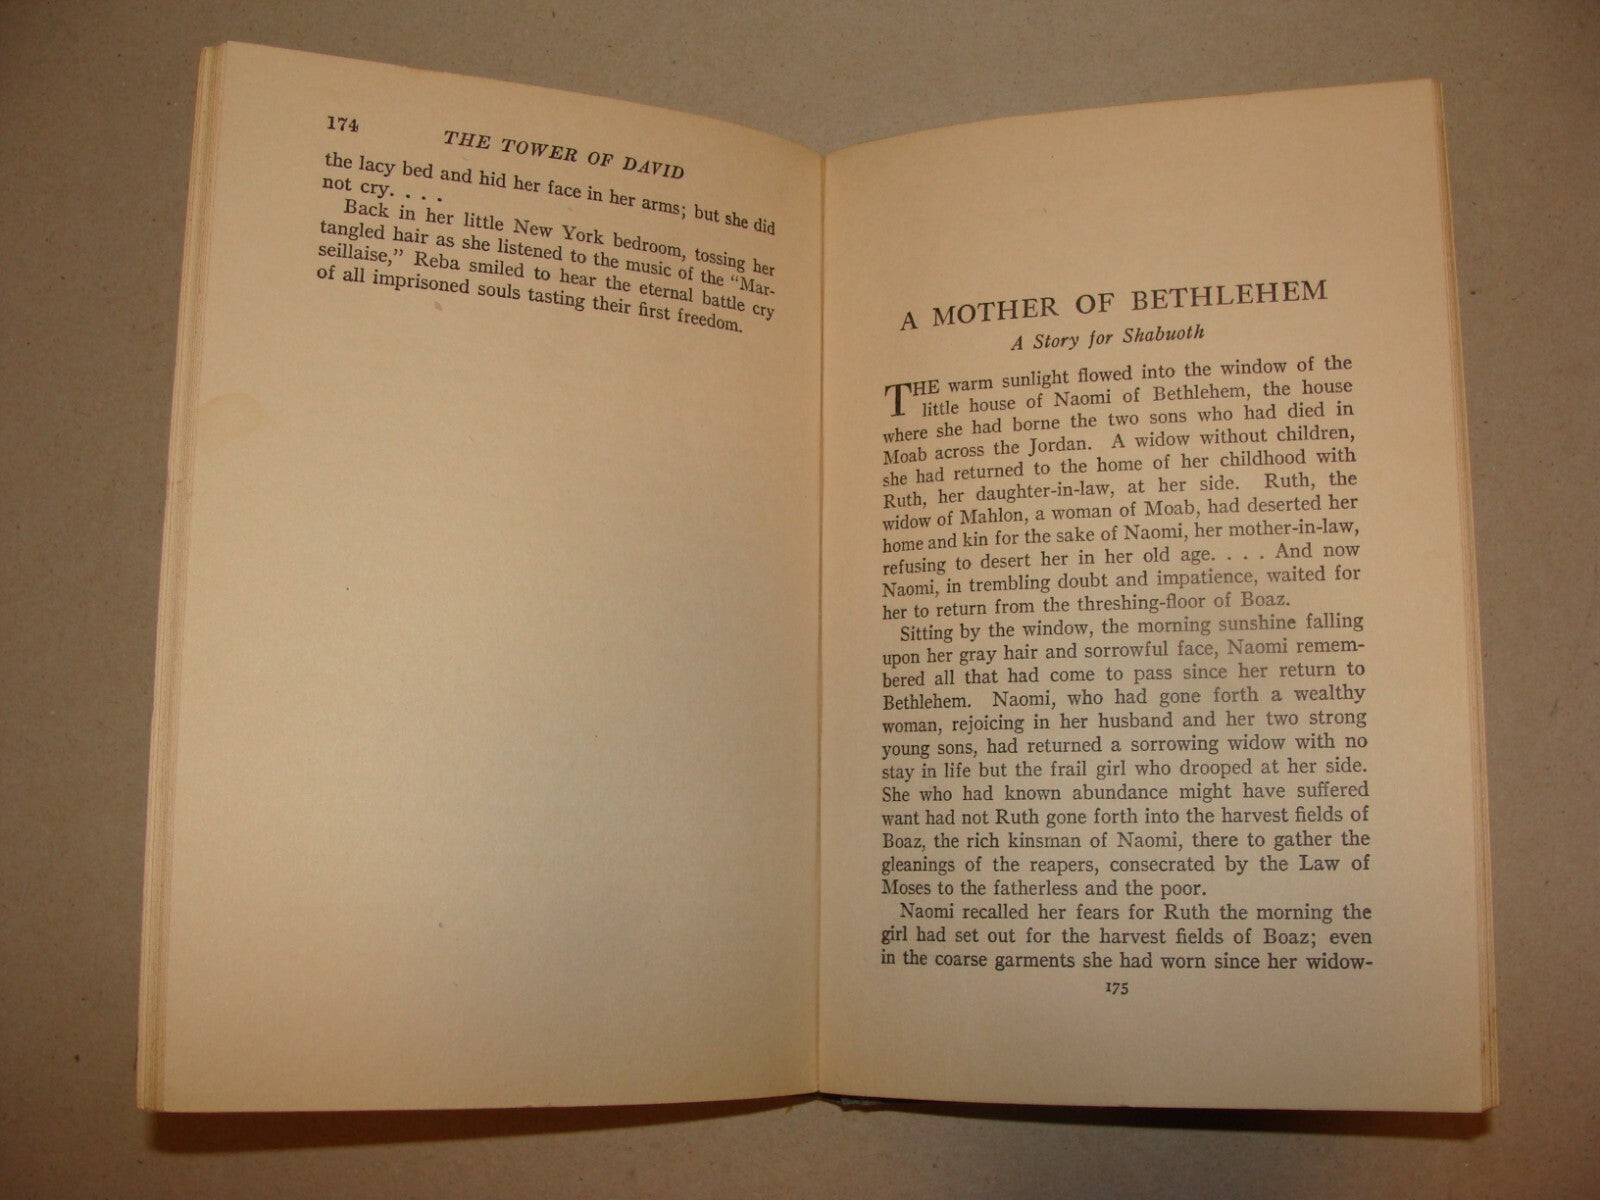 174
THE TOWER OF DAVID
the lacy bed and hid her face in her arms; but she did
not cry. . . .
Back in her little New York bedroom, tossing her
tangled hair as she listened to the music of the "Mar-
seillaise," Reba smiled to hear the eternal battle cry
of all imprisoned souls tasting their first freedom.
A MOTHER OF BETHLEHEM
A Story for Shabuoth
THE warm sunlight flowed into the window of the
little house of Naomi of Bethlehem, the house
where she had borne the two sons who had died in
Moab across the Jordan. A widow without children,
she had returned to the home of her childhood with
Ruth, her daughter-in-law, at her side. Ruth, the
widow of Mahlon, a woman of Moab, had deserted her
home and kin for the sake of Naomi, her mother-in-law,
refusing to desert her in her old age. . . . And now
Naomi, in trembling doubt and impatience, waited for
her to return from the threshing-floor of Boaz.
Sitting by the window, the morning sunshine falling
upon her gray hair and sorrowful face, Naomi remem-
bered all that had come to pass since her return to
Bethlehem. Naomi, who had gone forth a wealthy
woman, rejoicing in her husband and her two strong
young sons, had returned a sorrowing widow with no
stay in life but the frail girl who drooped at her side.
She who had known abundance might have suffered
want had not Ruth gone forth into the harvest fields of
Boaz, the rich kinsman of Naomi, there to gather the
gleanings of the reapers, consecrated by the Law of
Moses to the fatherless and the poor.
Naomi recalled her fears for Ruth the morning the
girl had set out for the harvest fields of Boaz; even
in the coarse garments she had worn since her widow-
175